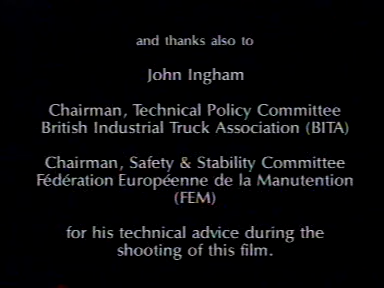 and thanks also to
John Ingham
Chairman, Technical Policy Committee
British Industrial Truck Association (BITA)
Chairman, Safety & Stability Committee
Fédération Européenne de la Manutention
(FEM)
for his technical advice during the
shooting of this film.